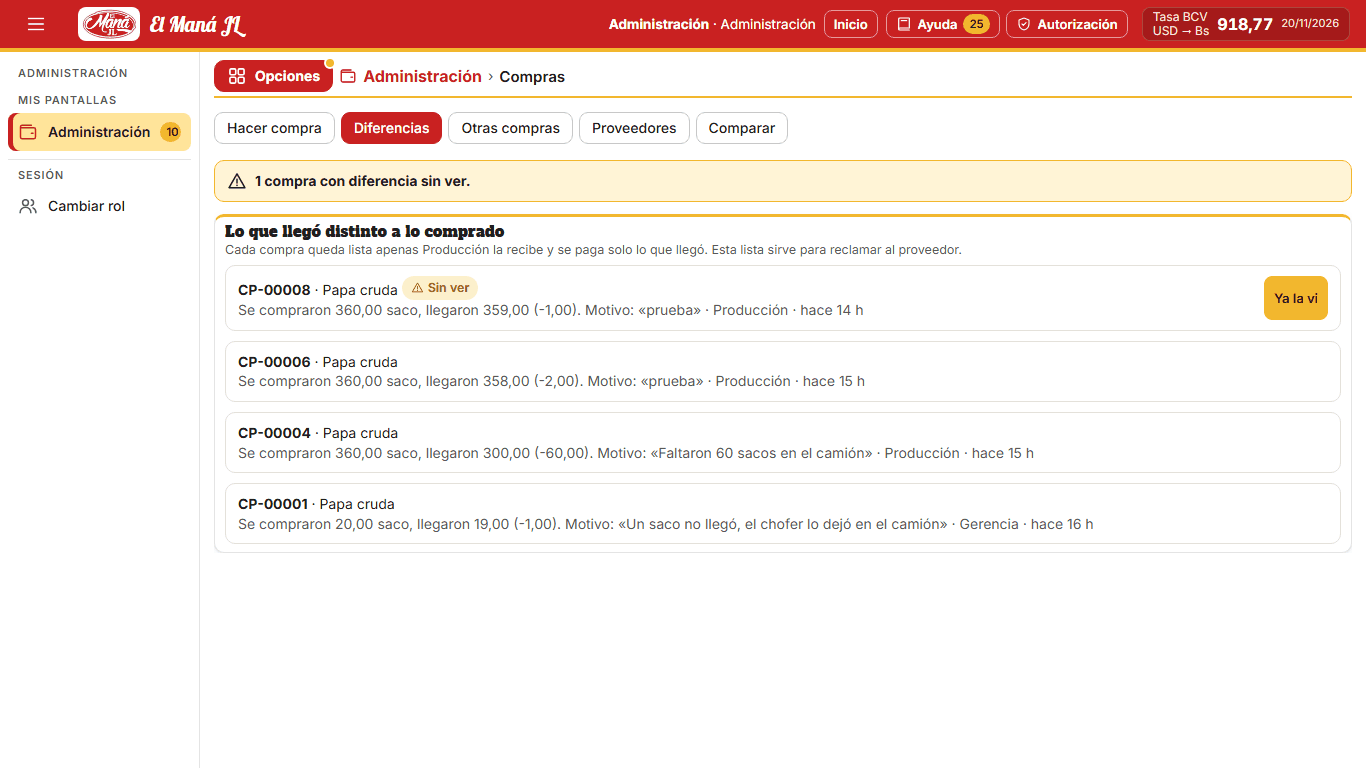 El Maná JL
El Maná JL
Administración · Administración
Inicio
Ayuda 25
Autorización
Tasa BCV
USD → Bs
918,77
20/11/2026
ADMINISTRACIÓN
MIS PANTALLAS
Administración 10
SESIÓN
Cambiar rol
Opciones
Administración › Compras
Hacer compra
Diferencias
Otras compras
Proveedores
Comparar
1 compra con diferencia sin ver.
Lo que llegó distinto a lo comprado
Cada compra queda lista apenas Producción la recibe y se paga solo lo que llegó. Esta lista sirve para reclamar al proveedor.
CP-00008 · Papa cruda Sin ver
Se compraron 360,00 saco, llegaron 359,00 (-1,00). Motivo: «prueba» · Producción · hace 14 h
Ya la vi
CP-00006 · Papa cruda
Se compraron 360,00 saco, llegaron 358,00 (-2,00). Motivo: «prueba» · Producción · hace 15 h
CP-00004 · Papa cruda
Se compraron 360,00 saco, llegaron 300,00 (-60,00). Motivo: «Faltaron 60 sacos en el camión» · Producción · hace 15 h
CP-00001 · Papa cruda
Se compraron 20,00 saco, llegaron 19,00 (-1,00). Motivo: «Un saco no llegó, el chofer lo dejó en el camión» · Gerencia · hace 16 h